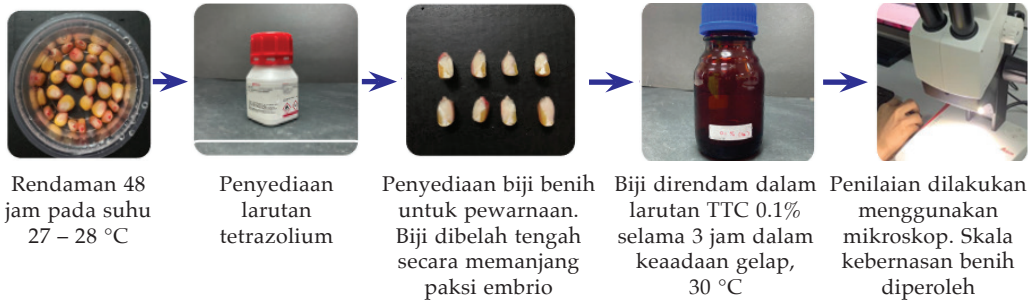 Rendaman 48
jam pada suhu
27 – 28 °C
Penyediaan
larutan
tetrazolium
Penyediaan biji benih
untuk pewarnaan.
Biji dibelah tengah
secara memanjang
paksi embrio
Biji direndam dalam
larutan TTC 0.1%
selama 3 jam dalam
keaadaan gelap,
30 °C
Penilaian dilakukan
menggunakan
mikroskop. Skala
kebernasan benih
diperoleh